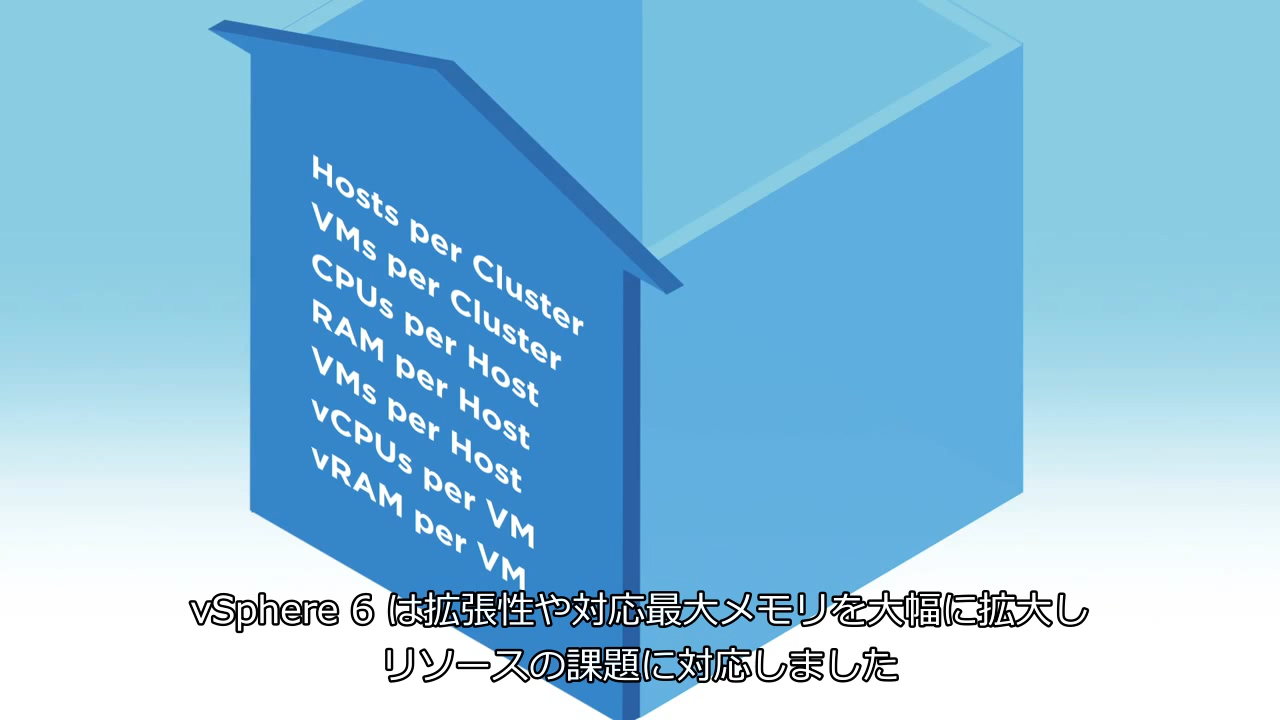 Hosts per Cluster
VMs per Cluster
CPUs per Host
RAM per Host
VMs per Host
vCPUs per VM
vRAM per VM
vSphere 6 は拡張性や対応最大メモリを大幅に拡大し
リソースの課題に対応しました